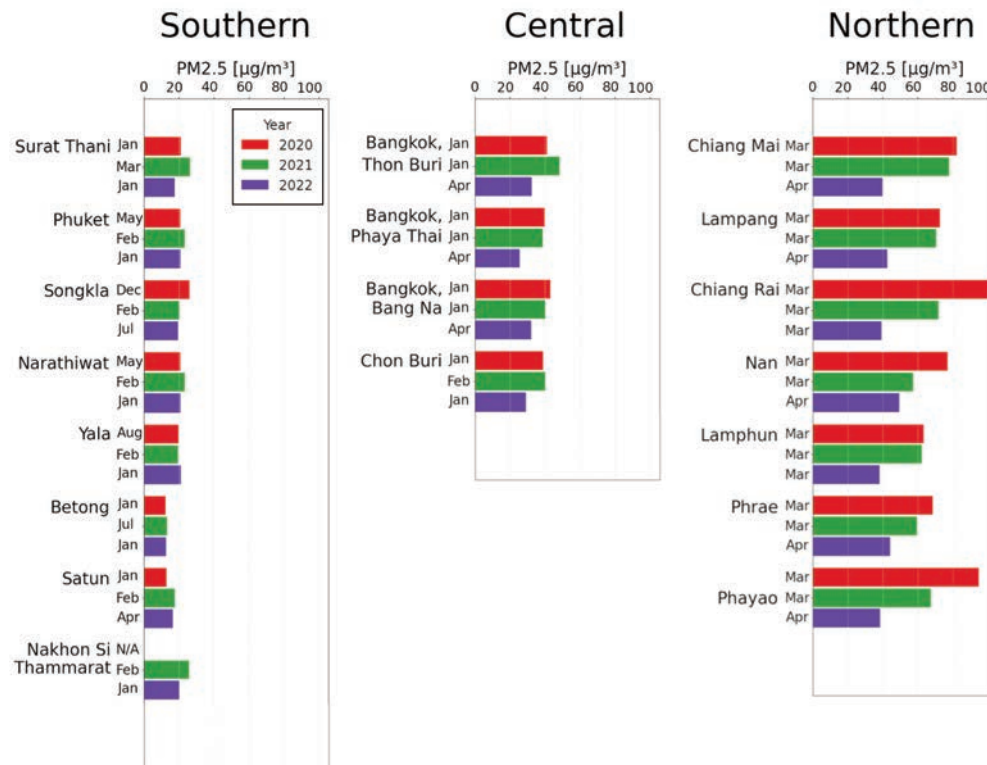 Southern
PM2.5 [µg/m³]
0 20 40 60 80 100
Year
2020
2021
2022
Surat Thani Jan
Mar
Jan
Phuket May
Feb
Jan
Songkla Dec
Feb
Jul
Narathiwat May
Feb
Jan
Yala Aug
Feb
Jan
Betong Jan
Jul
Jan
Satun Jan
Feb
Apr
Nakhon Si N/A
Thammarat Feb
Jan
Central
PM2.5 [µg/m³]
0 20 40 60 80 100
Bangkok, Jan
Thon Buri Jan
Apr
Bangkok, Jan
Phaya Thai Jan
Apr
Bangkok, Jan
Bang Na Jan
Apr
Chon Buri Jan
Feb
Jan
Northern
PM2.5 [µg/m³]
0 20 40 60 80 100
Chiang Mai Mar
Mar
Apr
Lampang Mar
Mar
Apr
Chiang Rai Mar
Mar
Mar
Nan Mar
Mar
Apr
Lamphun Mar
Mar
Mar
Phrae Mar
Mar
Apr
Mar
Phayao Mar
Apr